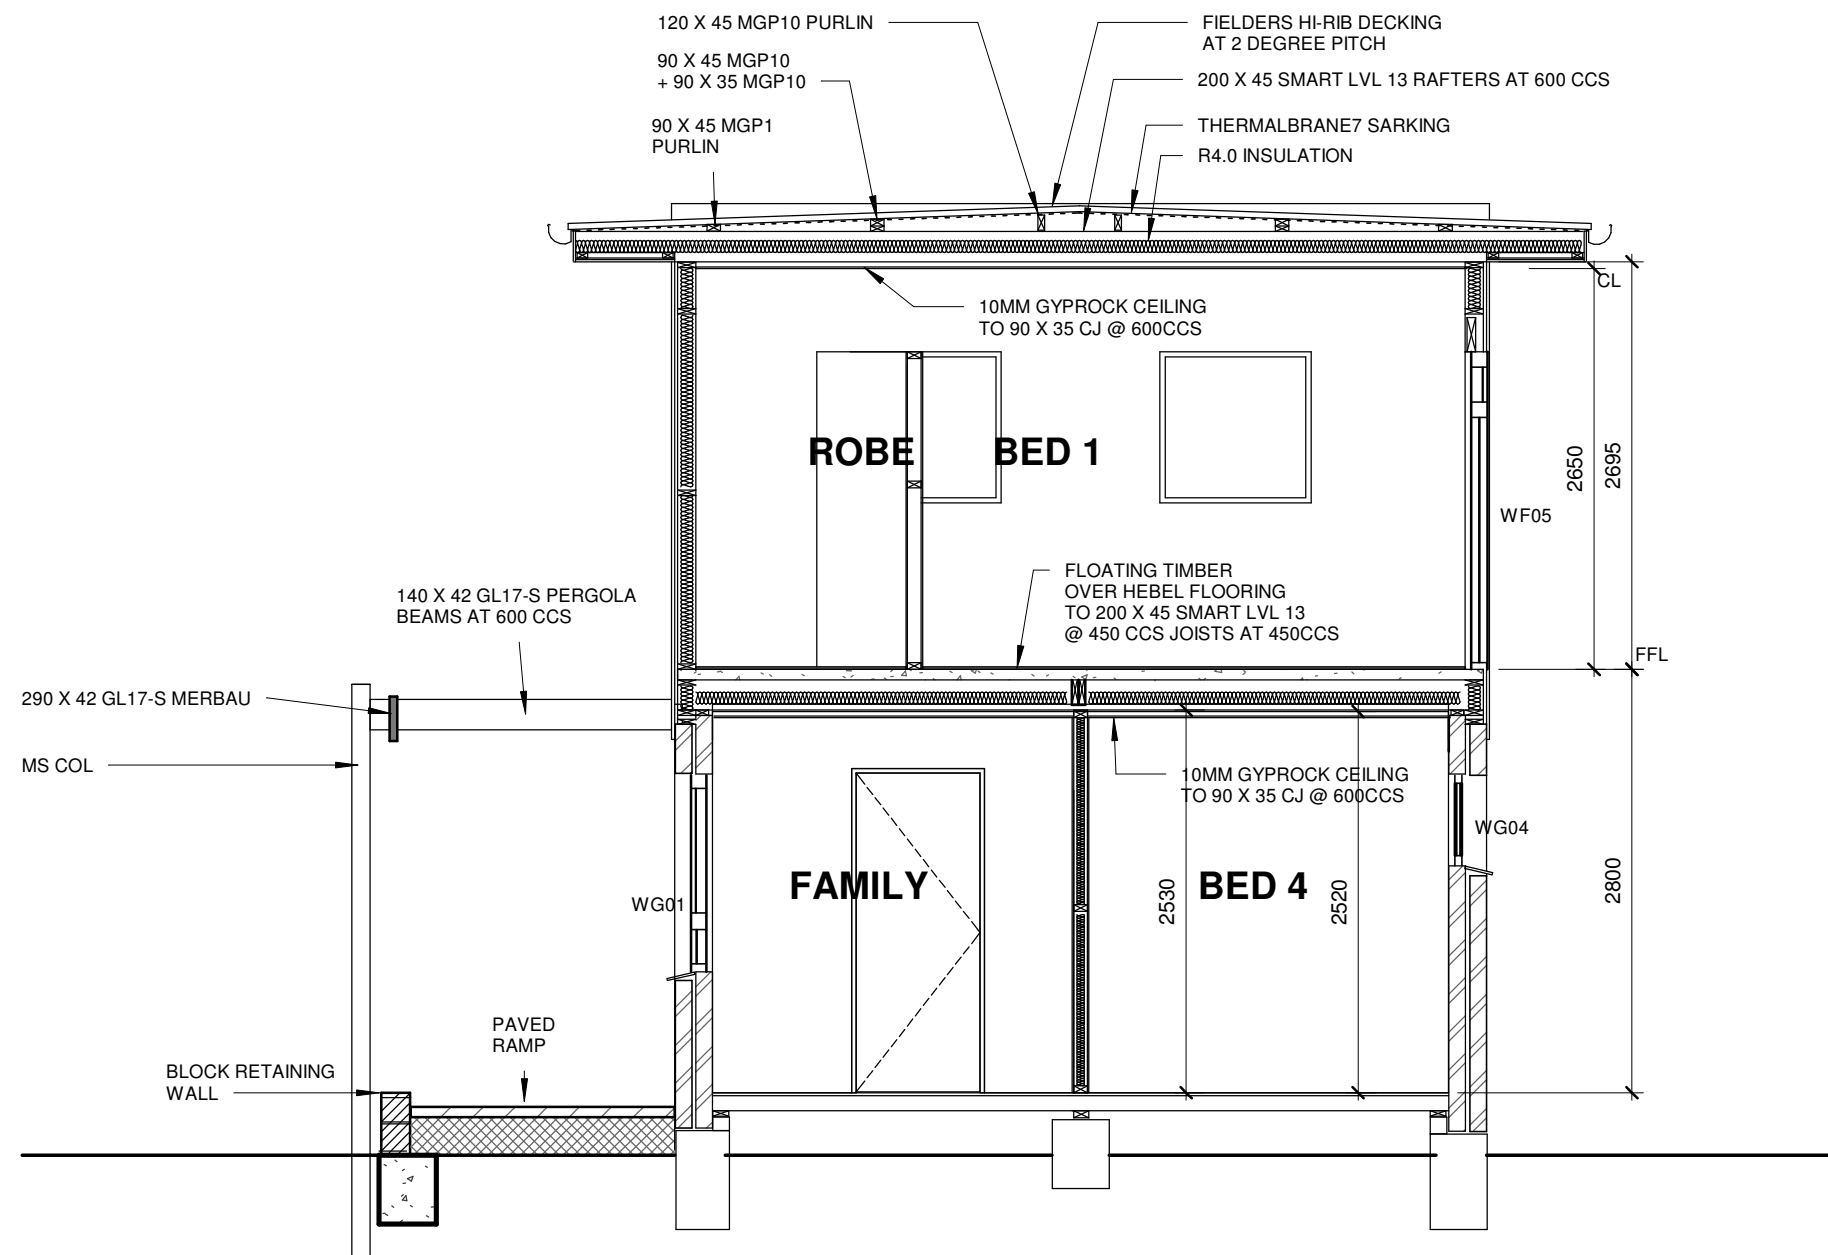 120 X 45 MGP10 PURLIN
90 X 45 MGP10
+ 90 X 35 MGP10
90 X 45 MGP1
PURLIN
FIELDERS HI-RIB DECKING
AT 2 DEGREE PITCH
200 X 45 SMART LVL 13 RAFTERS AT 600 CCS
THERMALBRANE7 SARKING
R4.0 INSULATION
CL
10MM GYPROCK CEILING
TO 90 X 35 CJ @ 600CCS
ROBE
BED 1
2650
2695
WF05
FLOATING TIMBER
OVER HEBEL FLOORING
TO 200 X 45 SMART LVL 13
@ 450 CCS JOISTS AT 450CCS
FFL
140 X 42 GL17-S PERGOLA
BEAMS AT 600 CCS
290 X 42 GL17-S MERBAU
MS COL
10MM GYPROCK CEILING
TO 90 X 35 CJ @ 600CCS
WG04
FAMILY
BED 4
WG01
2530
2520
2800
PAVED
RAMP
BLOCK RETAINING
WALL